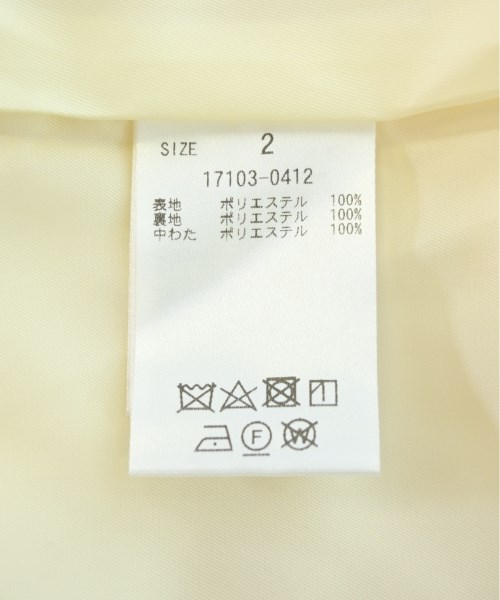 SIZE 2
17103-0412
表地 ポリエステル 100%
裏地 ポリエステル 100%
中わた ポリエステル 100%
F W